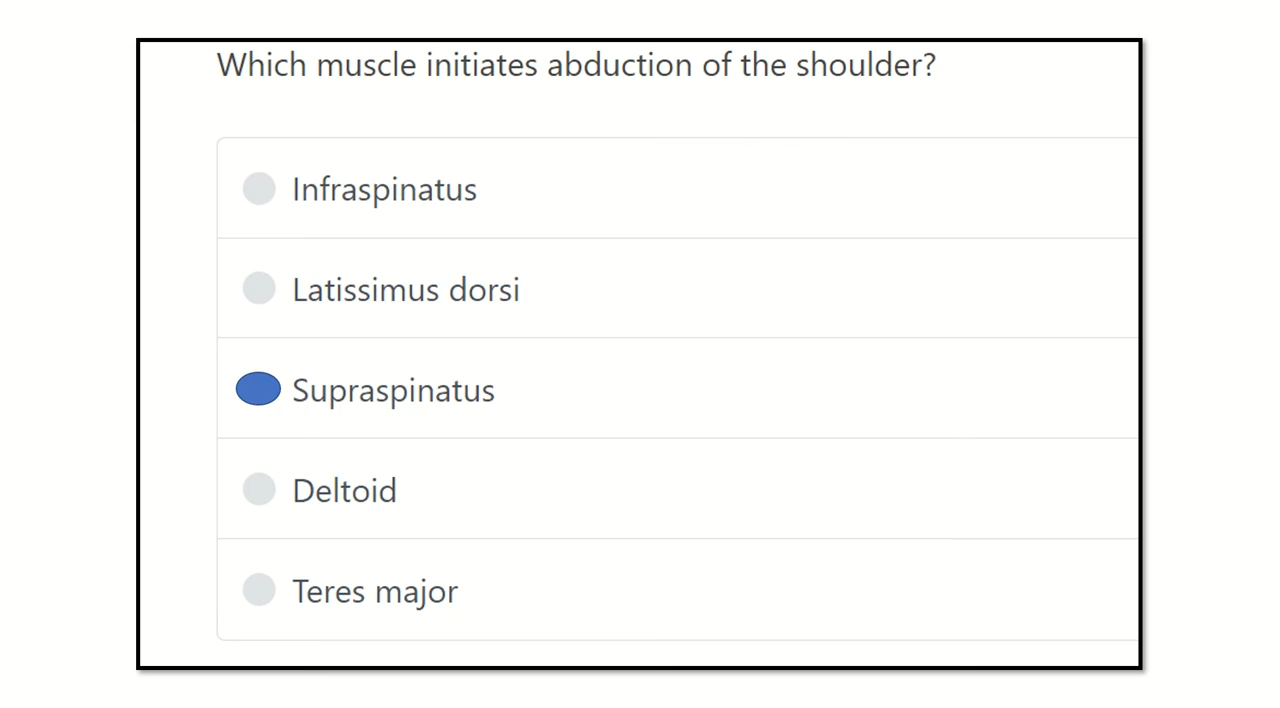 Which muscle initiates abduction of the shoulder?
Infraspinatus
Latissimus dorsi
Supraspinatus
Deltoid
Teres major